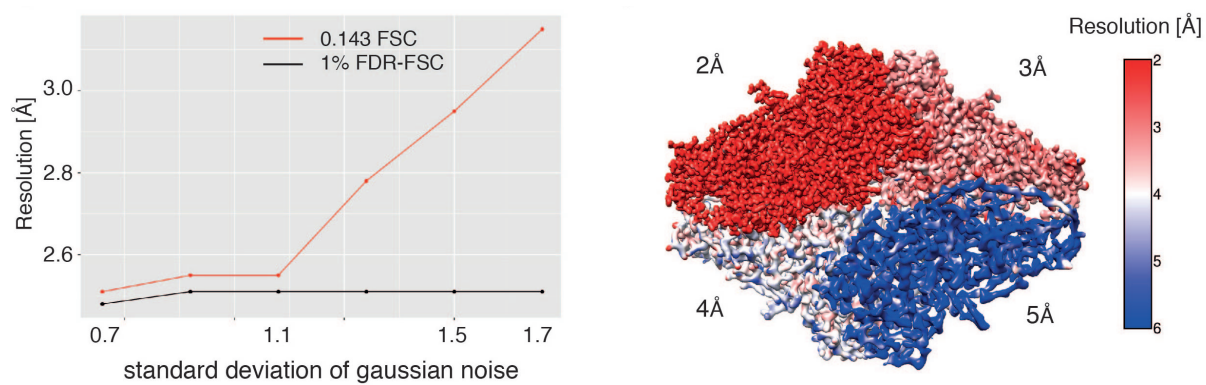 0.143 FSC
1% FDR-FSC
Resolution [Å]
3.0
2.8
2.6
0.7 1.1 1.5 1.7
standard deviation of gaussian noise
2Å 3Å
4Å 5Å
Resolution [Å]
2
3
4
5
6